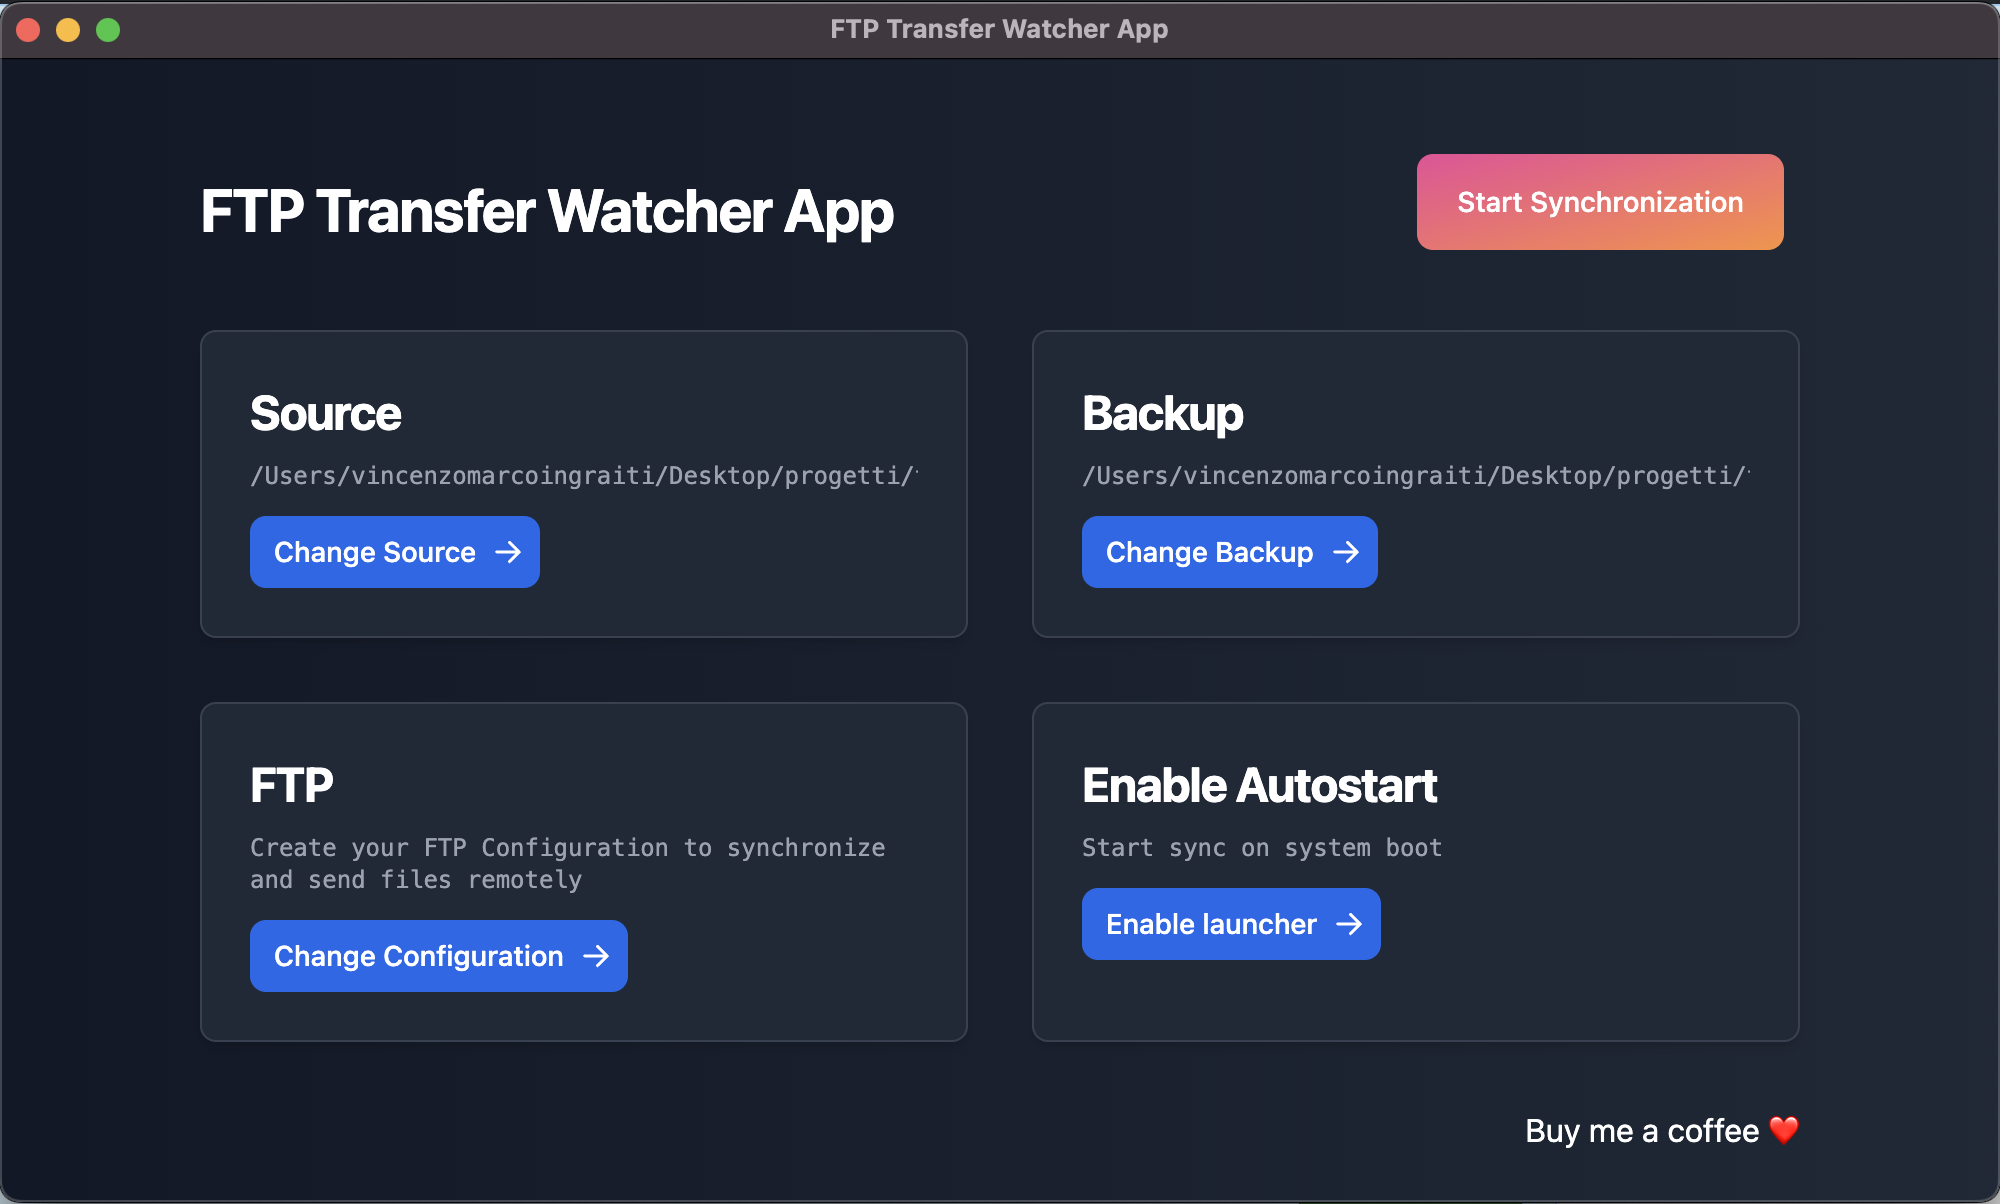 FTP Transfer Watcher App
FTP Transfer Watcher App
Start Synchronization
Source
/Users/vincenzomarcoingraiti/Desktop/progetti/
Change Source →
Backup
/Users/vincenzomarcoingraiti/Desktop/progetti/
Change Backup →
FTP
Create your FTP Configuration to synchronize
and send files remotely
Change Configuration →
Enable Autostart
Start sync on system boot
Enable launcher →
Buy me a coffee ❤️